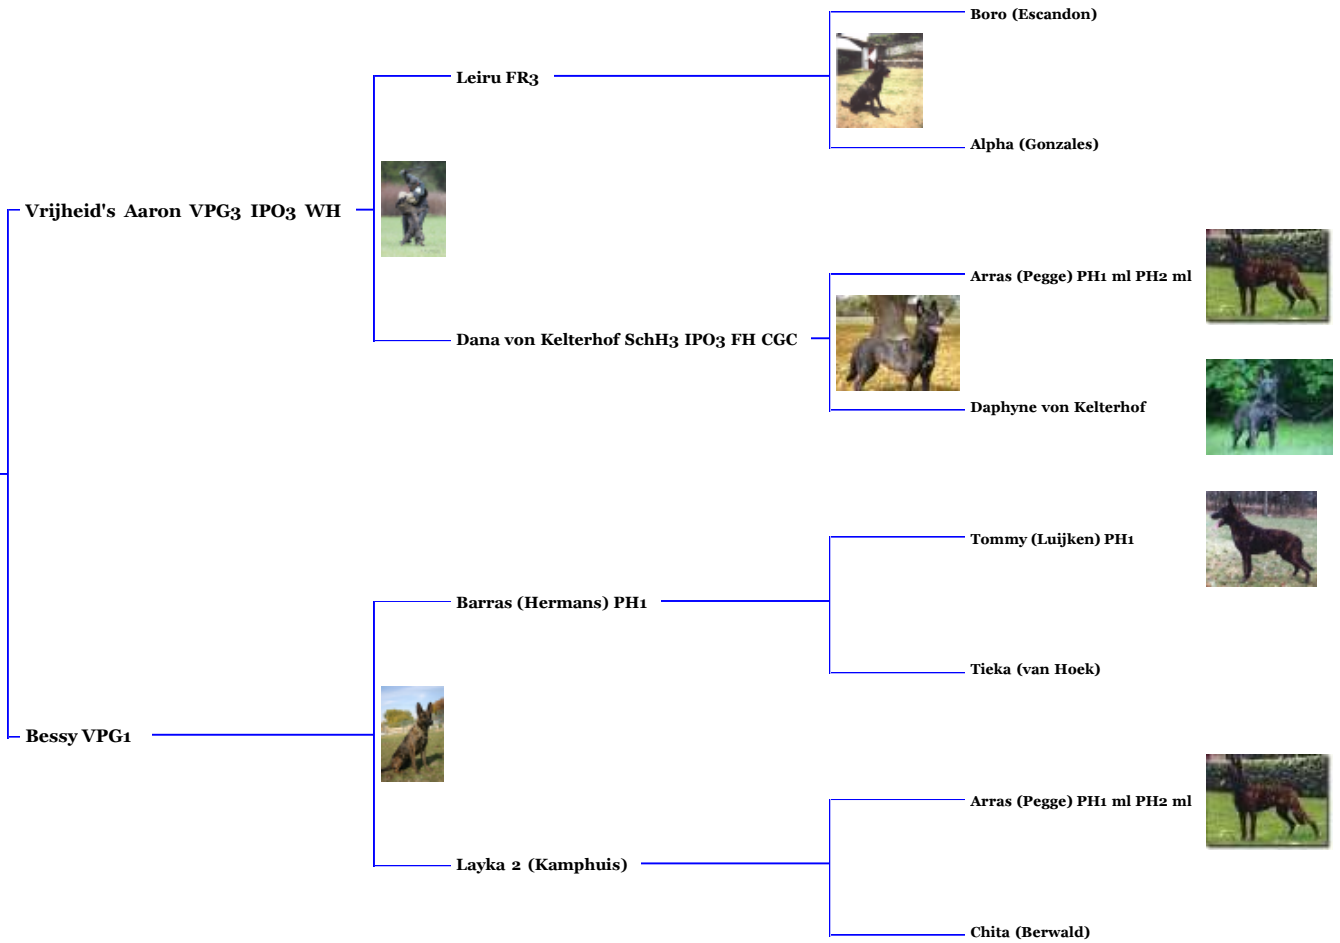 Boro (Escandon)
Leiru FR3
Alpha (Gonzales)
Vrijheid's Aaron VPG3 IPO3 WH
Arras (Pegge) PH1 ml PH2 ml
Dana von Kelterhof SchH3 IPO3 FH CGC
Daphyne von Kelterhof
Tommy (Luijken) PH1
Barras (Hermans) PH1
Tieka (van Hoek)
Bessy VPG1
Arras (Pegge) PH1 ml PH2 ml
Layka 2 (Kamphuis)
Chita (Berwald)